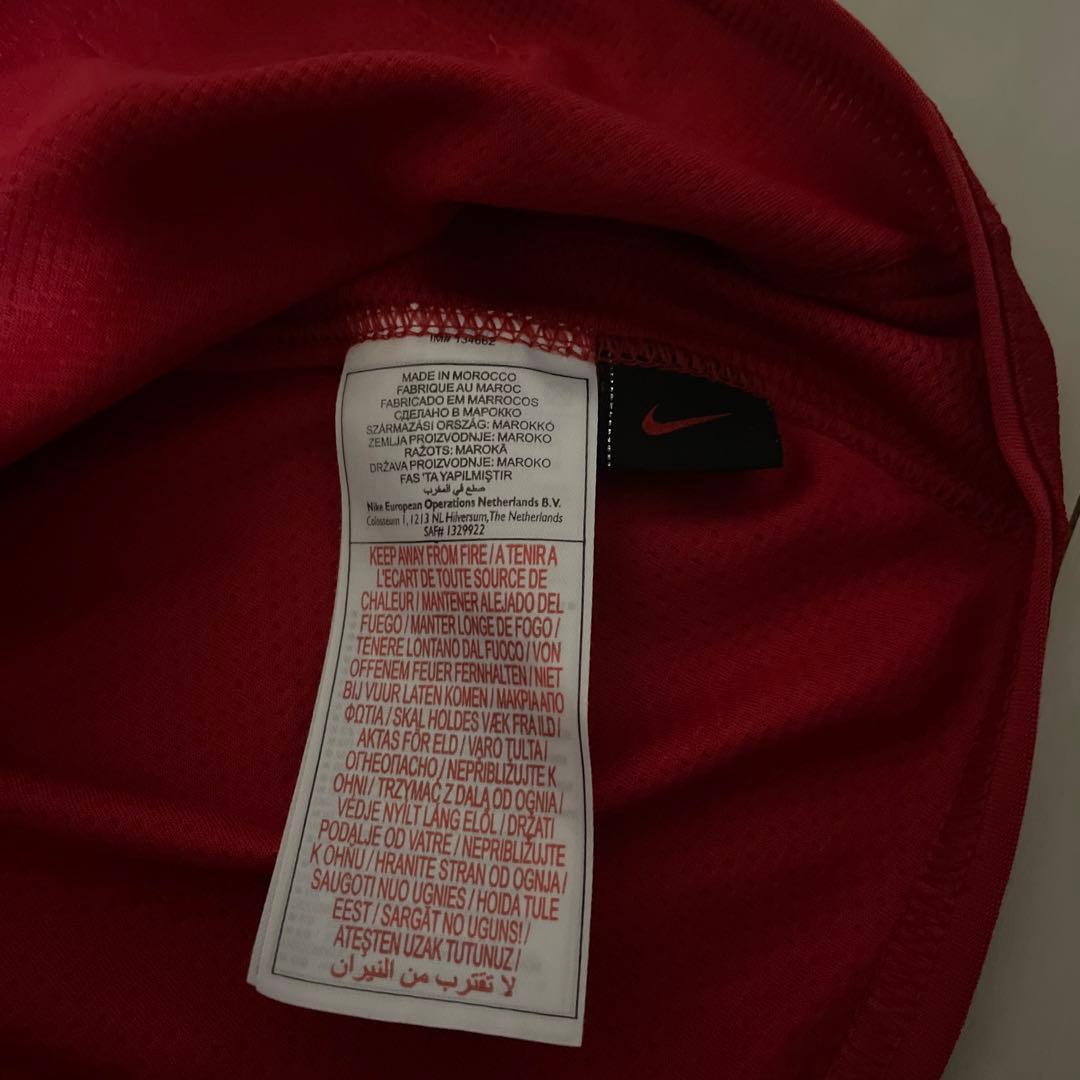 IM# 134662
MADE IN MOROCCO
FABRIQUE AU MAROC
FABRICADO EM MARROCOS
СДЕЛАНО В МАРОККО
SZÁRMAZÁSI ORSZÁG: MAROKKÓ
ZEMLJA PROIZVODNJE: MAROKO
RAŽOTS: MAROKĀ
DRŽAVA PROIZVODNJE: MAROKO
FAS 'TA YAPILMIŞTIR
صنع في المغرب
Nike European Operations Netherlands B.V.
Colosseum 1, 1213 NL Hilversum, The Netherlands
SAF# 1329922
KEEP AWAY FROM FIRE / A TENIR A
L'ECART DE TOUTE SOURCE DE
CHALEUR / MANTENER ALEJADO DEL
FUEGO / MANTER LONGE DE FOGO /
TENERE LONTANO DAL FUOCO / VON
OFFENEM FEUER FERNHALTEN / NIET
BIJ VUUR LATEN KOMEN / ΜΑΚΡΙΑ ΑΠΟ
ΦΩΤΙΑ / SKAL HOLDES VÆK FRA ILD /
AKTAS FÖR ELD / VARO TULTA /
ОГНЕОПАСНО / NEPŘIBLIŽUJTE K
OHNI / TRZYMAĆ Z DALA OD OGNIA /
VÉDJE NYÍLT LÁNG ELŐL / DRŽATI
PODALJE OD VATRE / NEPRIBLIŽUJTE
K OHNU / HRANITE STRAN OD OGNJA /
SAUGOTI NUO UGNIES / HOIDA TULE
EEST / SARGĀT NO UGUNS! /
ATEŞTEN UZAK TUTUNUZ /
لا تقترب من النيران